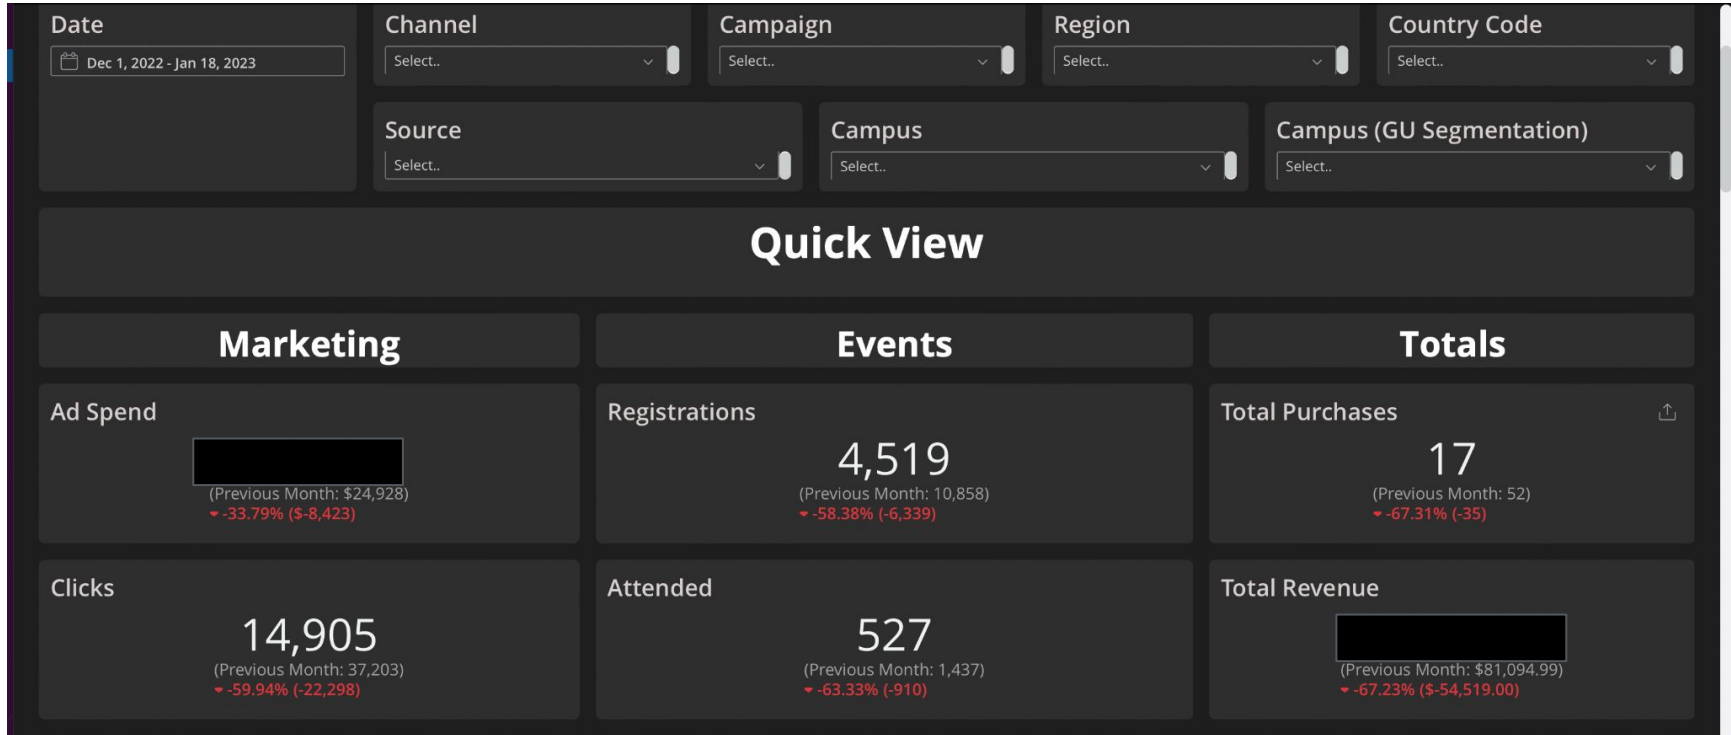 Date
Dec 1, 2022 - Jan 18, 2023
Channel
Select..
Campaign
Select..
Region
Select..
Country Code
Select..
Source
Select..
Campus
Select..
Campus (GU Segmentation)
Select..
Quick View
Marketing
Events
Totals
Ad Spend
(Previous Month: $24,928)
-33.79% ($-8,423)
Registrations
4,519
(Previous Month: 10,858)
-58.38% (-6,339)
Total Purchases
17
(Previous Month: 52)
-67.31% (-35)
Clicks
14,905
(Previous Month: 37,203)
-59.94% (-22,298)
Attended
527
(Previous Month: 1,437)
-63.33% (-910)
Total Revenue
(Previous Month: $81,094.99)
-67.23% ($-54,519.00)